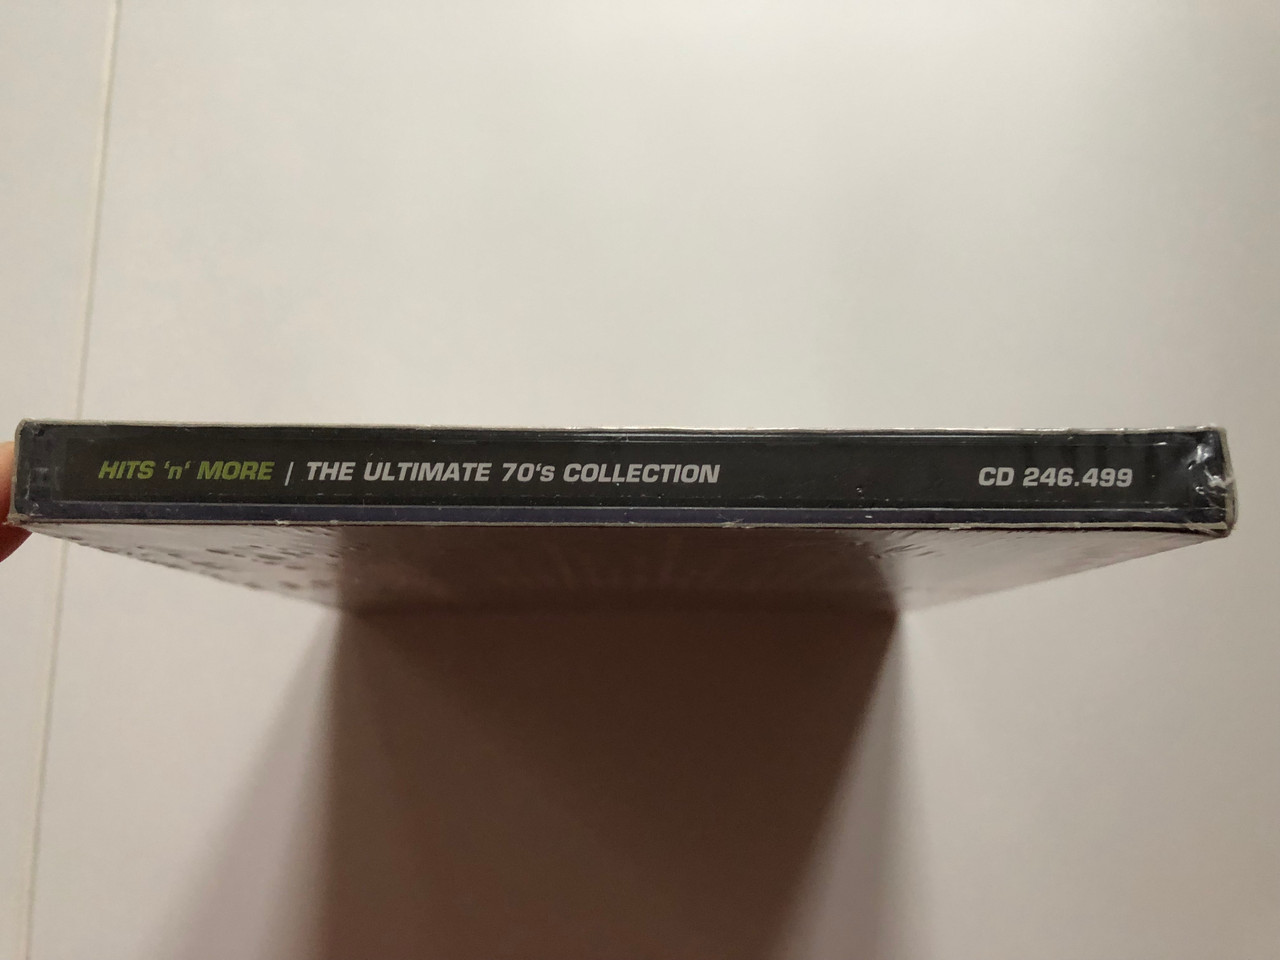 HITS 'n' MORE | THE ULTIMATE 70's COLLECTION CD 246.499